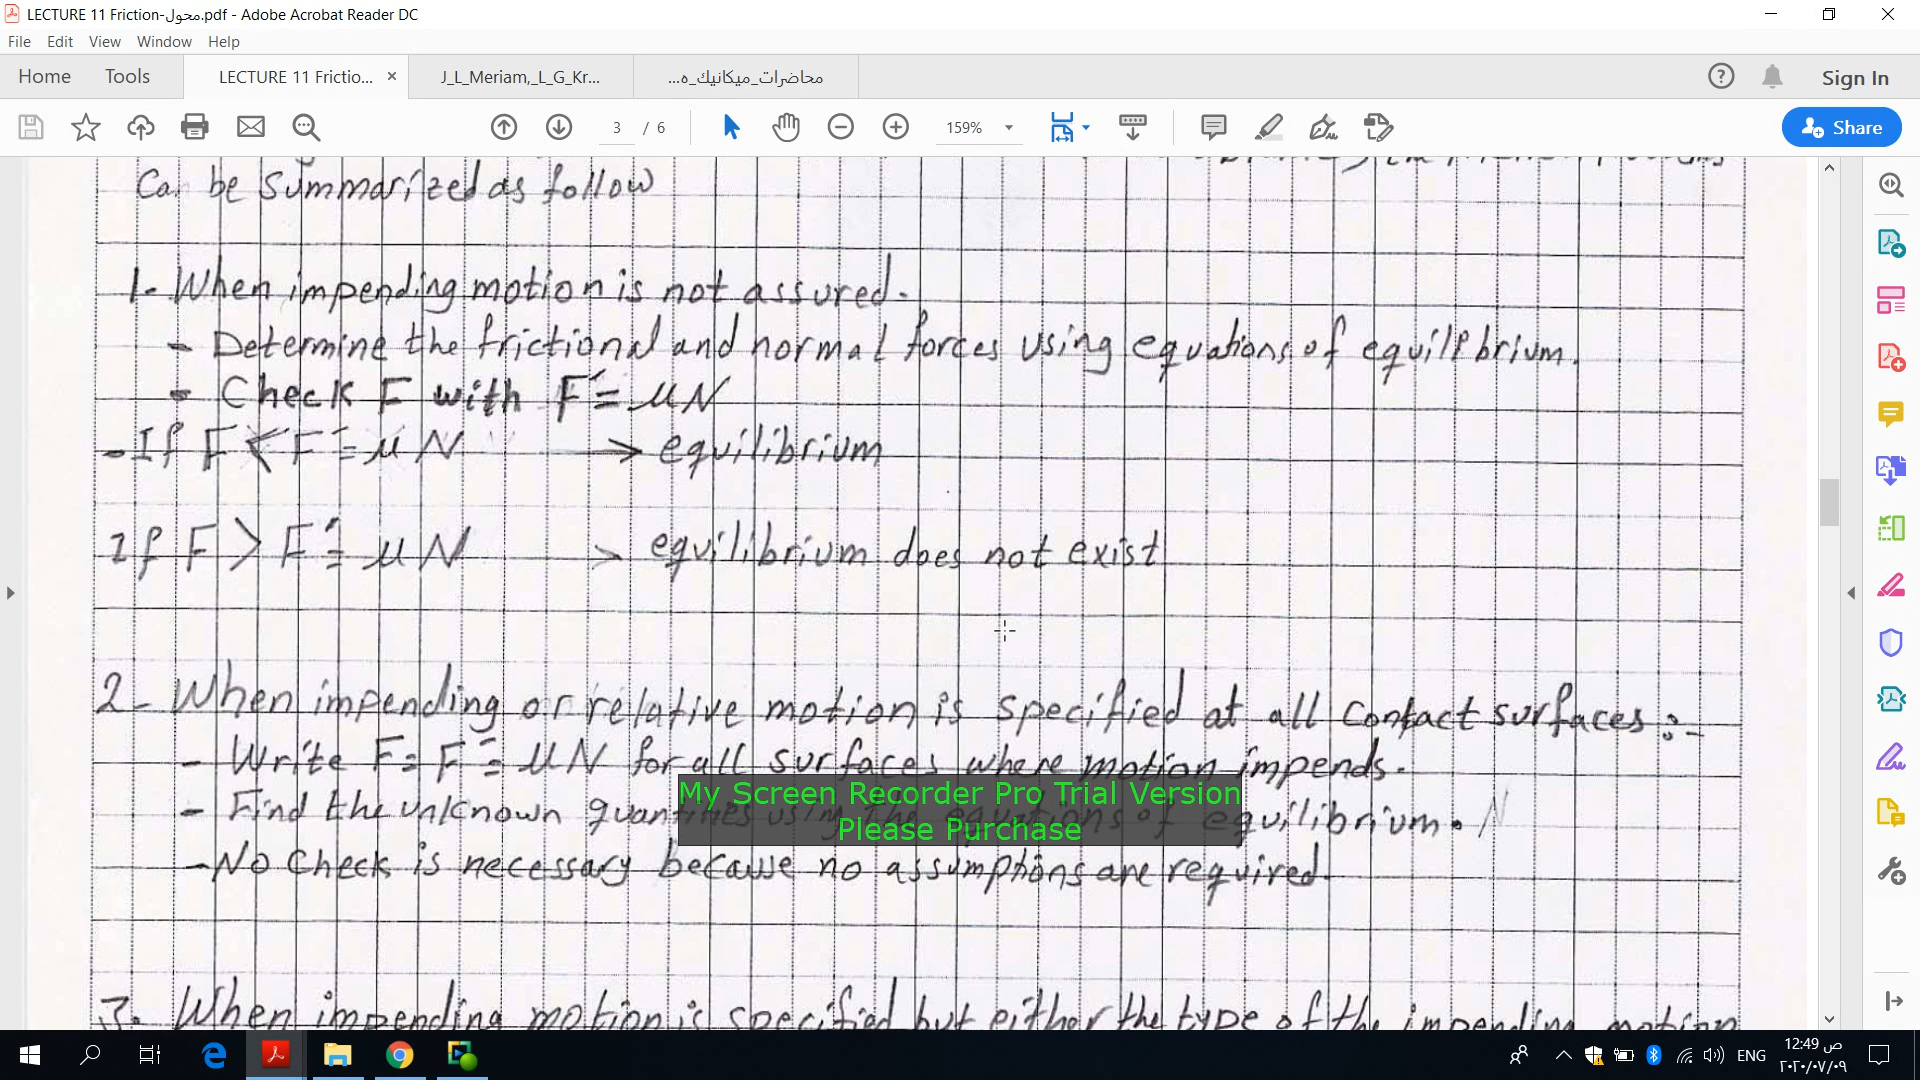 LECTURE 11 Friction-محول.pdf - Adobe Acrobat Reader DC
File Edit View Window Help
Home Tools LECTURE 11 Frictio... × J_L_Meriam,_L_G_Kr... محاضرات_ميكانيك_ه... Sign In
3 / 6 159% Share
Can be Summarized as follow
1- When impending motion is not assured.
- Determine the frictional and normal forces using equations of equilibrium.
- Check F with F′= μN
- If F < F′= μN → equilibrium
If F > F′= μN → equilibrium does not exist
2- When impending or relative motion is specified at all Contact surfaces :-
- Write F= F′= μN for all surfaces where motion impends.
- Find the unknown quantities using the equations of equilibrium. N
- No Check is necessary because no assumptions are required.
My Screen Recorder Pro Trial Version
Please Purchase
3. When impending motion is specified but either the type of the impending motion
ENG 12:49 ص
٢٠٢٠/٠٧/٠٩